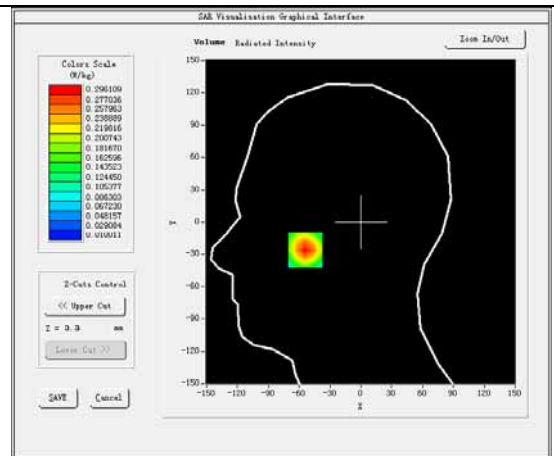 SAR Visualisation Graphical Interface
Volume Radiated Intensity
Zoom In/Out
Colors Scale
(W/kg)
0.296109
0.277036
0.257963
0.238889
0.219816
0.200743
0.181670
0.162596
0.143523
0.124450
0.105377
0.086303
0.067230
0.048157
0.029084
0.010011
Z-Cuts Control
<< Upper Cut
Z = 3.3 mm
Lower Cut >>
SAVE Cancel
150
120
90
60
30
0
-30
-60
-90
-120
-150
Y
-150 -120 -90 -60 -30 0 30 60 90 120 150
X